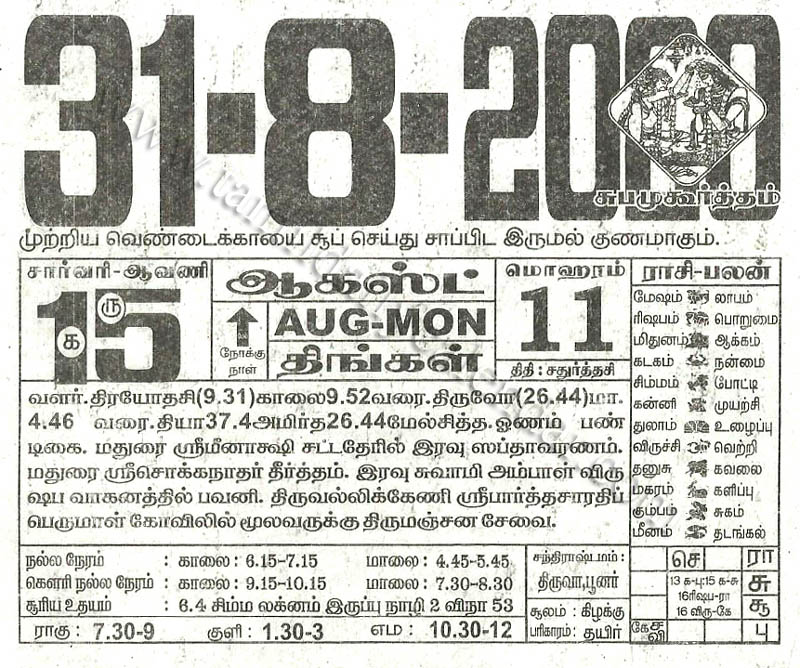 31-8-2020
சுபமுகூர்த்தம்
முற்றிய வெண்டைக்காயை சூப செய்து சாப்பிட இருமல் குணமாகும்.
சார்வரி-ஆவணி
15
க ரு
ஆகஸ்ட்
AUG-MON
திங்கள்
நோக்கு
நாள்
மொஹரம்
11
திதி : சதுர்த்தசி
ராசி-பலன்
மேஷம் லாபம்
ரிஷபம் பொறுமை
மிதுனம் ஆக்கம்
கடகம் நன்மை
சிம்மம் போட்டி
கன்னி முயற்சி
துலாம் உழைப்பு
விருச்சி வெற்றி
தனுசு கவலை
மகரம் களிப்பு
கும்பம் சுகம்
மீனம் தடங்கல்
வளர்.திரயோதசி(9.31)காலை9.52வரை.திருவோ(26.44)மா.
4.46 வரை.தியா37.4அமிர்த26.44மேல்சித்த.ஓணம் பண்
டிகை. மதுரை ஸ்ரீமீனாக்ஷி சட்டதேரில் இரவு ஸப்தாவரணம்.
மதுரை ஸ்ரீசொக்கநாதர் தீர்த்தம். இரவு சுவாமி அம்பாள் விரு
ஷப வாகனத்தில் பவனி. திருவல்லிக்கேணி ஸ்ரீபார்த்தசாரதிப்
பெருமாள் கோவிலில் மூலவருக்கு திருமஞ்சன சேவை.
நல்ல நேரம் : காலை : 6.15-7.15 மாலை : 4.45-5.45
கௌரி நல்ல நேரம் : காலை : 9.15-10.15 மாலை : 7.30-8.30
சூரிய உதயம் : 6.4 சிம்ம லக்னம் இருப்பு நாழி 2 விநா 53
ராகு : 7.30-9 குளி : 1.30-3 எம : 10.30-12
சந்திராஷ்டமம் :
திருவா,பூனர்
சூலம் : கிழக்கு
பரிகாரம் : தயிர்
செ ரா
13 க-பு:15 க-சு
16ரிஷப-ரா
16 விரு-கே
சு
சூ
கே ச வி
பு